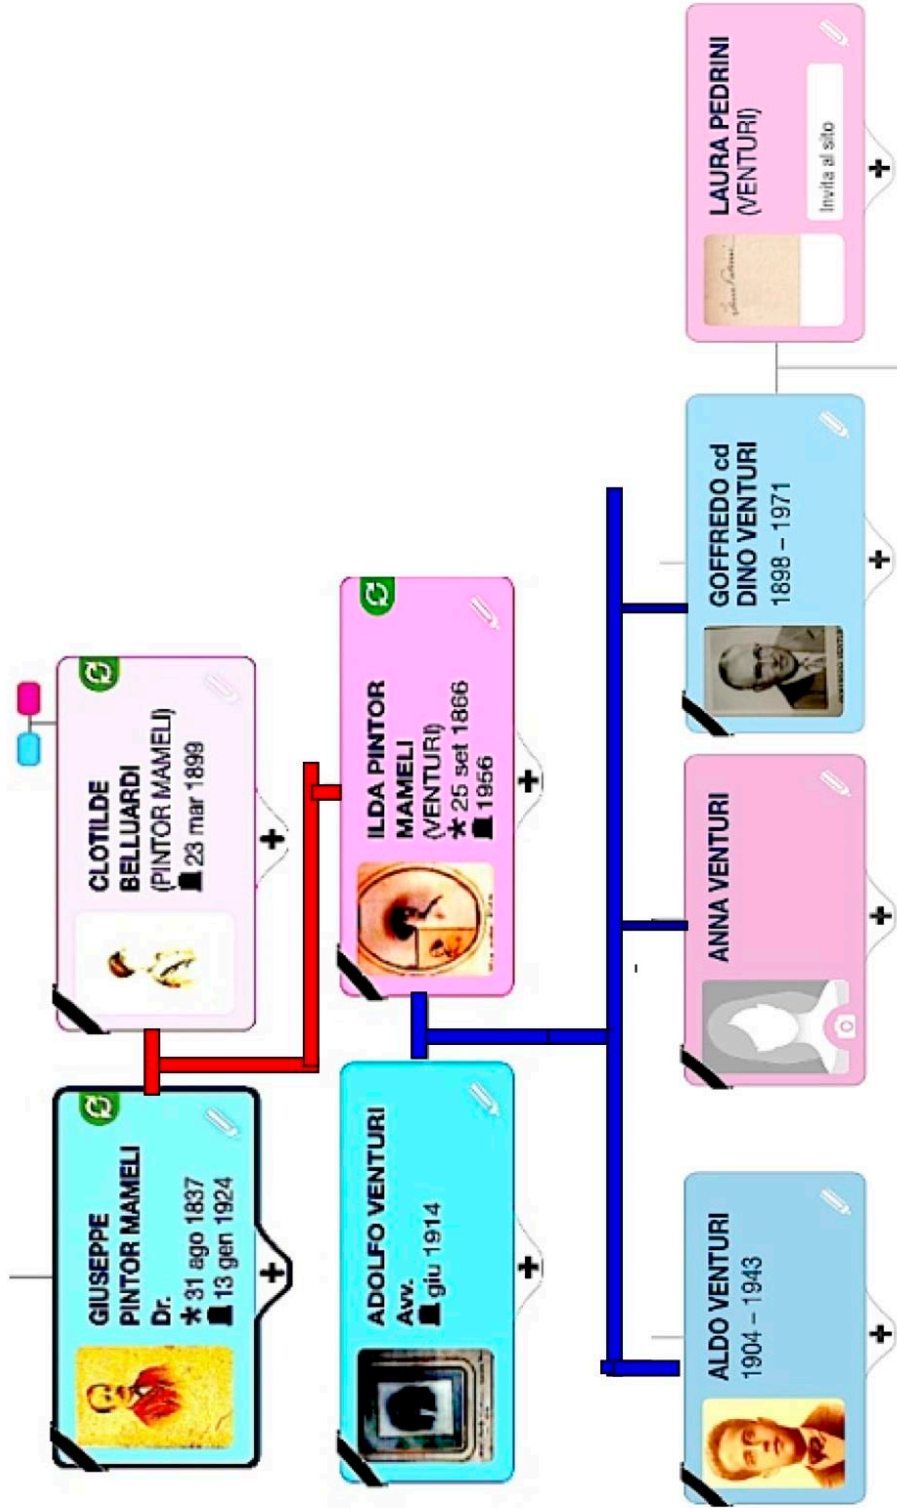 GIUSEPPE
PINTOR MAMELI
Dr.
31 ago 1837
13 gen 1924
CLOTILDE
BELLUARDI
(PINTOR MAMELI)
23 mar 1899
ADOLFO VENTURI
Avv.
giu 1914
ILDA PINTOR
MAMELI
(VENTURI)
25 set 1866
1956
ALDO VENTURI
1904 – 1943
ANNA VENTURI
GOFFREDO cd
DINO VENTURI
1898 – 1971
LAURA PEDRINI
(VENTURI)
Invita al sito